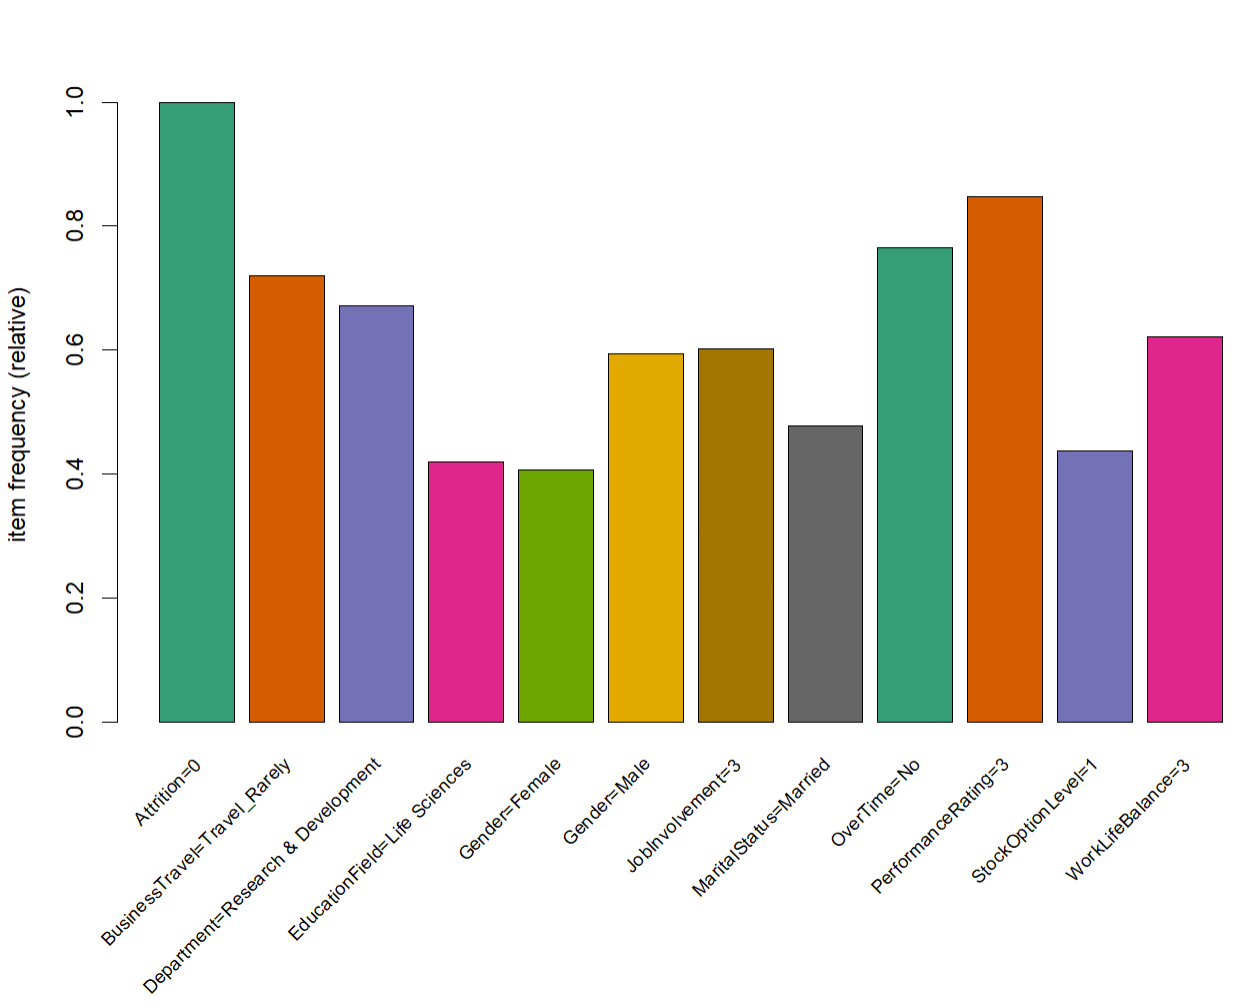 item frequency (relative)
1.0
0.8
0.6
0.4
0.2
0.0
Attrition=0
BusinessTravel=Travel_Rarely
Department=Research & Development
EducationField=Life Sciences
Gender=Female
Gender=Male
JobInvolvement=3
MaritalStatus=Married
OverTime=No
PerformanceRating=3
StockOptionLevel=1
WorkLifeBalance=3